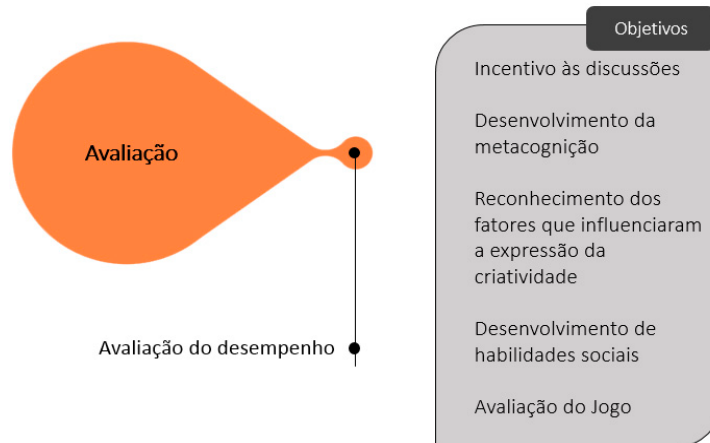 Avaliação
Avaliação do desempenho
Objetivos
Incentivo às discussões
Desenvolvimento da
metacognição
Reconhecimento dos
fatores que influenciaram
a expressão da
criatividade
Desenvolvimento de
habilidades sociais
Avaliação do Jogo